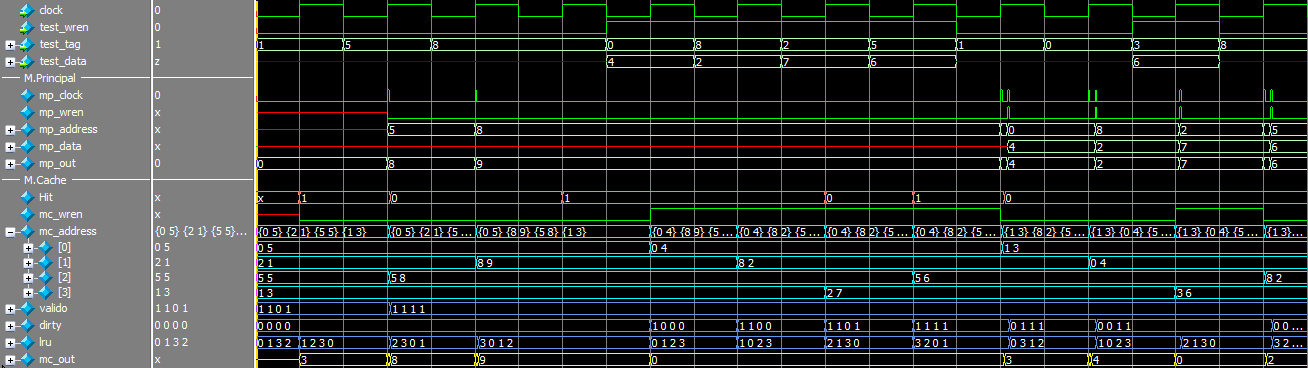 clock 0
test_wren 0
test_tag 1 1 5 8 0 8 2 5 1 0 3 8
test_data z 4 2 7 6 6
M.Principal
mp_clock 0
mp_wren x
mp_address x 5 8 0 8 2 5
mp_data x 4 2 7 6
mp_out 0 0 8 9 4 2 7 6
M.Cache
Hit x x 1 0 1 0 1 0
mc_wren x
mc_address {0 5} {2 1} {5 5}... {0 5} {2 1} {5 5} {1 3} {0 5} {2 1} {5 ... {0 5} {8 9} {5 8} {1 3} {0 4} {8 9} {5 ... {0 4} {8 2} {5 ... {0 4} {8 2} {5 ... {0 4} {8 2} {5 ... {1 3} {8 2} {5 ... {1 3} {0 4} {5 ... {1 3} {0 4} {5 ... {1 3}...
[0] 0 5 0 5 0 4 1 3
[1] 2 1 2 1 8 9 8 2 0 4
[2] 5 5 5 5 5 8 5 6 8 2
[3] 1 3 1 3 2 7 3 6
valido 1 1 0 1 1 1 0 1 1 1 1 1
dirty 0 0 0 0 0 0 0 0 1 0 0 0 1 1 0 0 1 1 0 1 1 1 1 1 0 1 1 1 0 0 1 1 0 0 ...
lru 0 1 3 2 0 1 3 2 1 2 3 0 2 3 0 1 3 0 1 2 0 1 2 3 1 0 2 3 2 1 3 0 3 2 0 1 0 3 1 2 1 0 2 3 2 1 3 0 3 2 ...
mc_out x 3 8 9 0 3 4 0 2